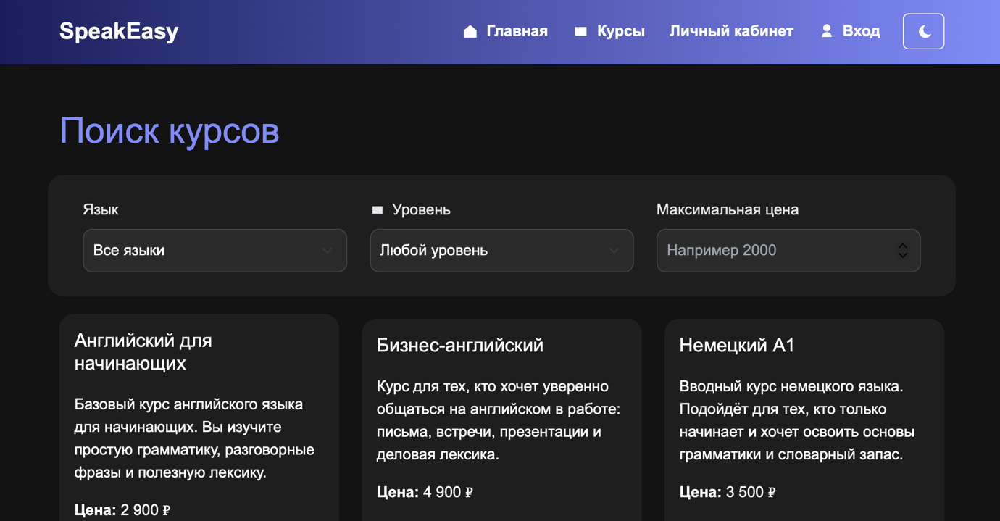 SpeakEasy
Главная
Курсы
Личный кабинет
Вход
Поиск курсов
Язык
Уровень
Максимальная цена
Все языки
Любой уровень
Например 2000
Английский для
начинающих
Базовый курс английского языка
для начинающих. Вы изучите
простую грамматику, разговорные
фразы и полезную лексику.
Цена: 2 900 ₽
Бизнес-английский
Курс для тех, кто хочет уверенно
общаться на английском в работе:
письма, встречи, презентации и
деловая лексика.
Цена: 4 900 ₽
Немецкий A1
Вводный курс немецкого языка.
Подойдёт для тех, кто только
начинает и хочет освоить основы
грамматики и словарный запас.
Цена: 3 500 ₽